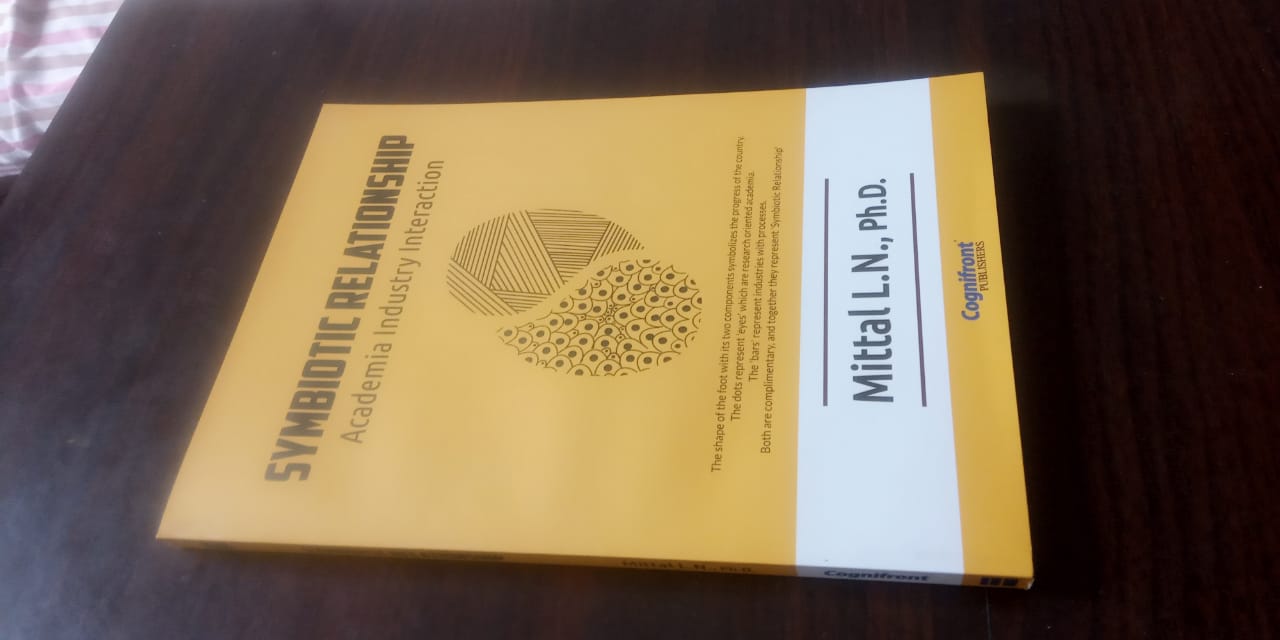 SYMBIOTIC RELATIONSHIP
Academia Industry Interaction
The shape of the foot with its two components symbolizes the progress of the country.
The dots represent 'eyes' which are research oriented academia.
The 'bars' represent industries with processes.
Both are complimentary, and together they represent 'Symbiotic Relationship'
Mittal L.N., Ph.D.
Cognifront
PUBLISHERS
Mittal L.N., Ph.D.
Cognifront